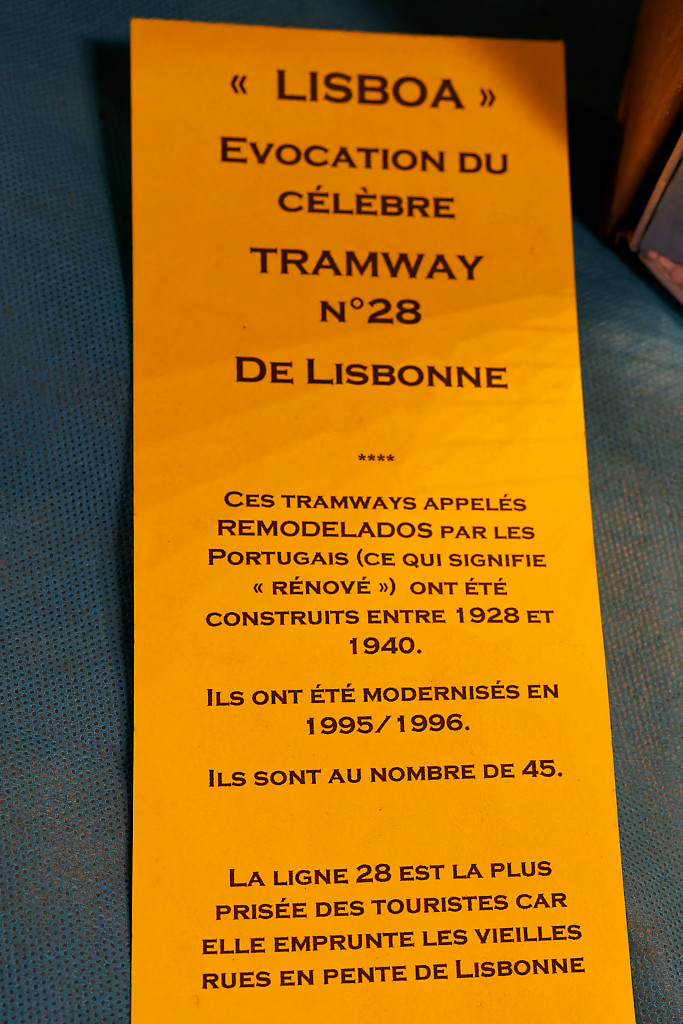 « LISBOA »
EVOCATION DU
CÉLÈBRE
TRAMWAY
N°28
DE LISBONNE
****
CES TRAMWAYS APPELÉS
REMODELADOS PAR LES
PORTUGAIS (CE QUI SIGNIFIE
« RÉNOVÉ ») ONT ÉTÉ
CONSTRUITS ENTRE 1928 ET
1940.
ILS ONT ÉTÉ MODERNISÉS EN
1995/1996.
ILS SONT AU NOMBRE DE 45.
LA LIGNE 28 EST LA PLUS
PRISÉE DES TOURISTES CAR
ELLE EMPRUNTE LES VIEILLES
RUES EN PENTE DE LISBONNE